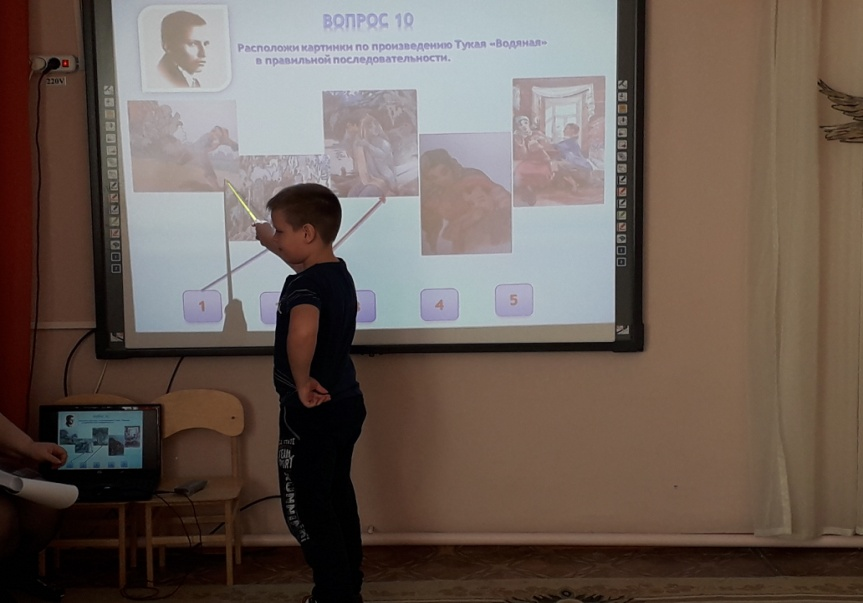 ВОПРОС 10
Расположи картинки по произведению Тукая «Водяная»
в правильной последовательности.
220V
1
4
5